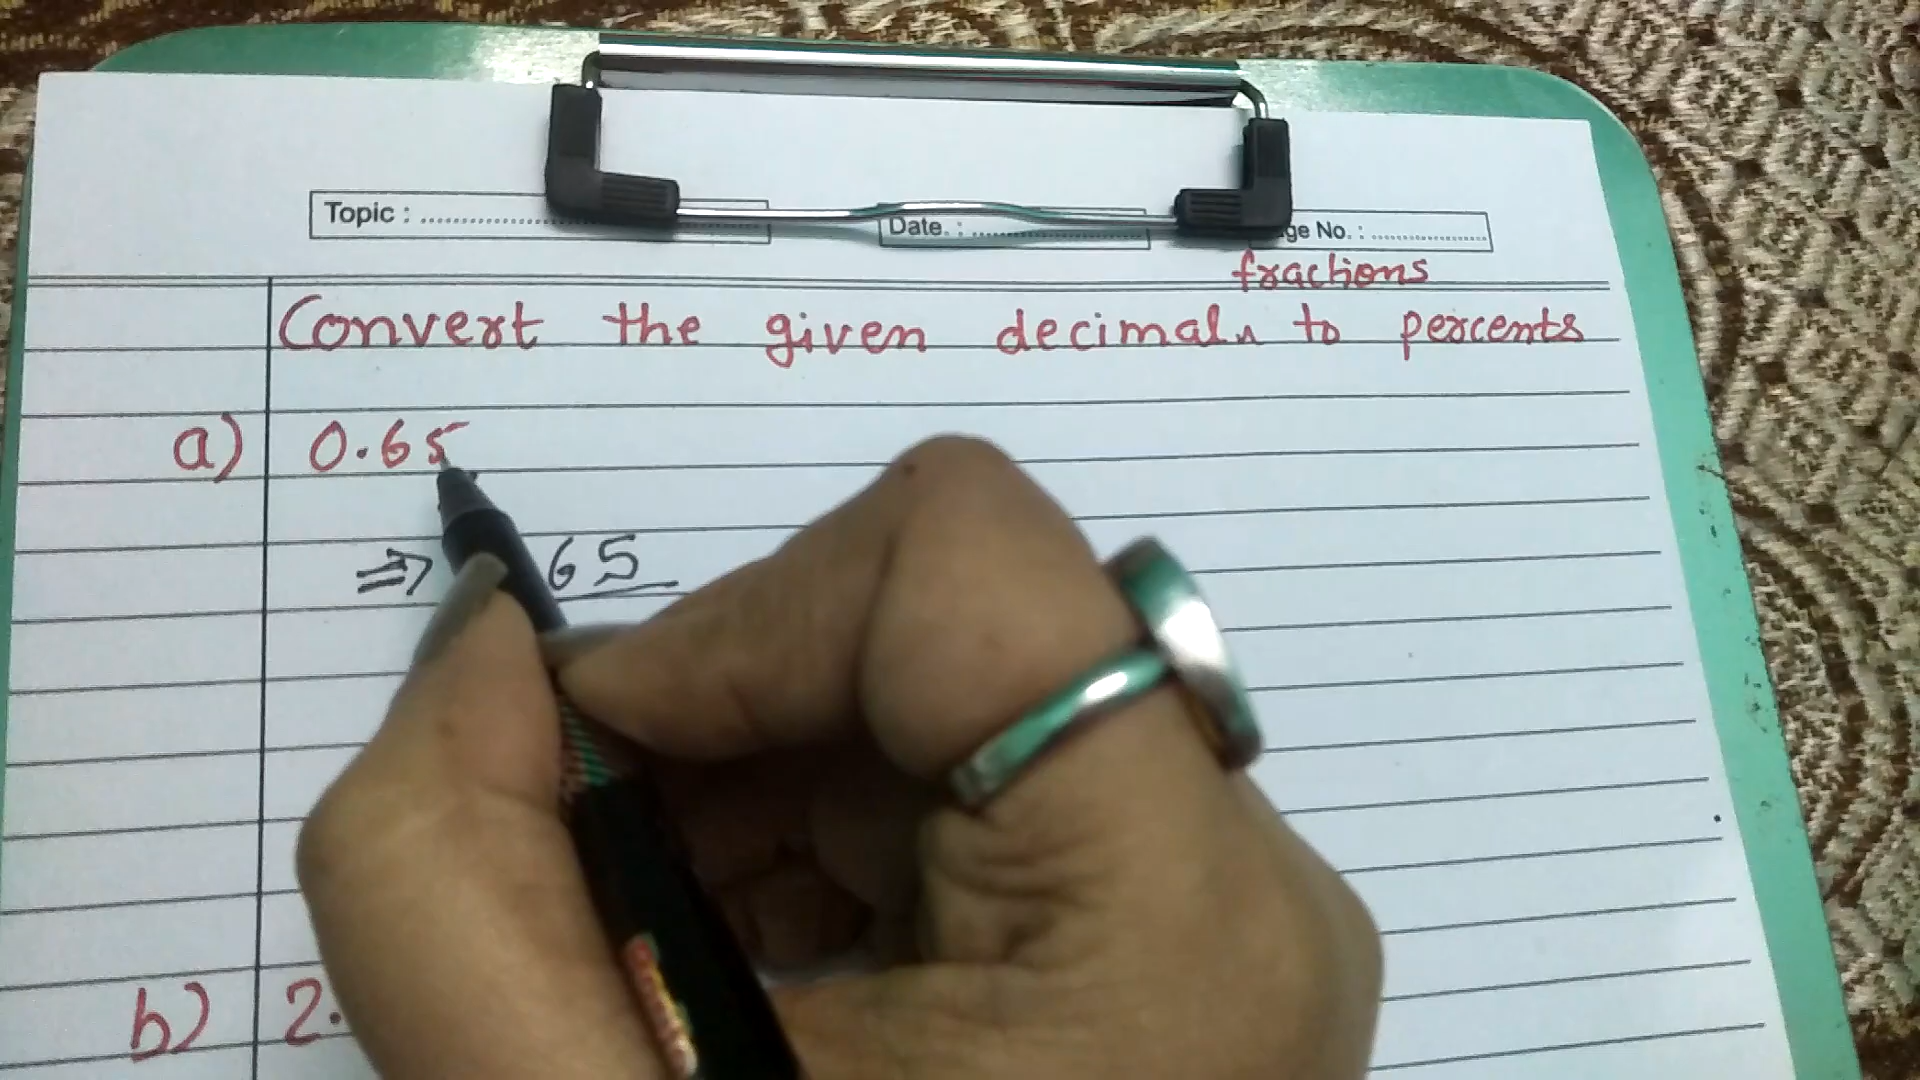 Topic :
Date. :
ge No. :
fractions
Convert the given decimals to percents
a) 0.65
⇒ 65
b) 2.